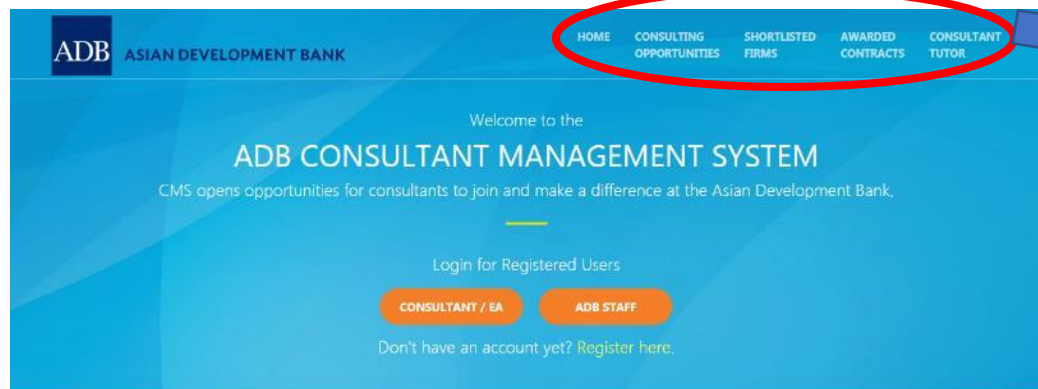 ADB ASIAN DEVELOPMENT BANK
HOME
CONSULTING
OPPORTUNITIES
SHORTLISTED
FIRMS
AWARDED
CONTRACTS
CONSULTANT
TUTOR
Welcome to the
ADB CONSULTANT MANAGEMENT SYSTEM
CMS opens opportunities for consultants to join and make a difference at the Asian Development Bank.
Login for Registered Users
CONSULTANT / EA
ADB STAFF
Don't have an account yet? Register here.